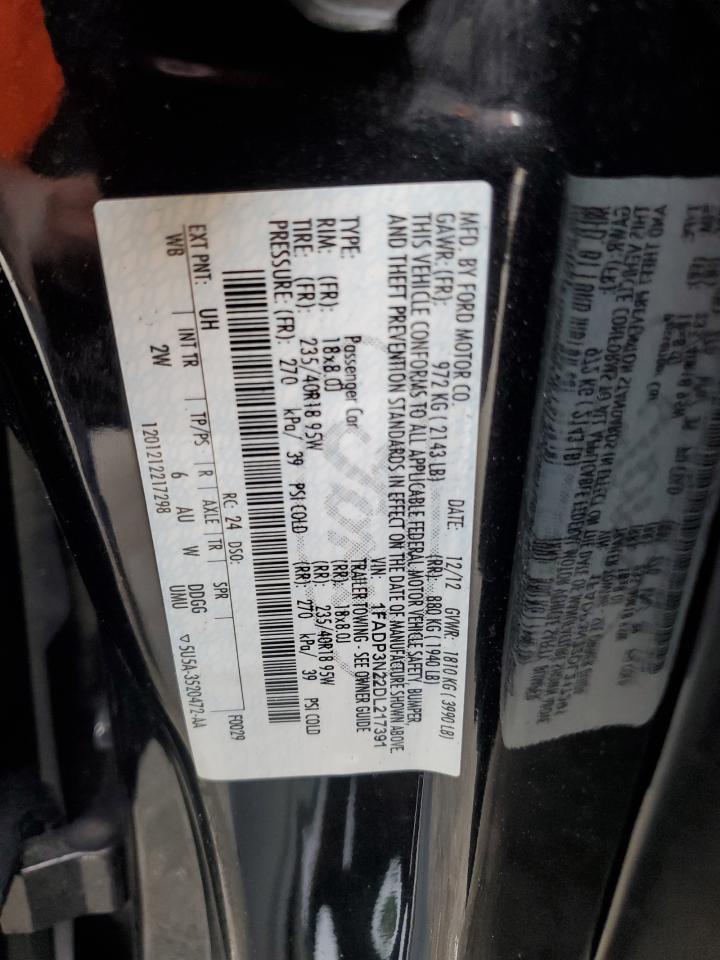 MFD. BY FORD MOTOR CO.
DATE: 12/12 GVWR: 1810 KG (3990 LB)
GAWR: (FR): 972 KG (2143 LB) (RR): 880 KG (1940 LB)
THIS VEHICLE CONFORMS TO ALL APPLICABLE FEDERAL MOTOR VEHICLE SAFETY, BUMPER,
AND THEFT PREVENTION STANDARDS IN EFFECT ON THE DATE OF MANUFACTURE SHOWN ABOVE.
VIN: 1FADP3N22DL217391
TYPE: Passenger Car TRAILER TOWING - SEE OWNER GUIDE
RIM: (FR): 18x8.0J (RR): 18x8.0J
TIRE: (FR): 235/40R18 95W (RR): 235/40R18 95W
PRESSURE: (FR): 270 kPa/ 39 PSI COLD (RR): 270 kPa/ 39 PSI COLD
RC: 24 DSO: F0029
EXT PNT: UH
INT TR TP/PS R AXLE TR SPR ▽5U5A-3520472-AA
WB 2W 6 AU W DDGG
UMU
1201212217298